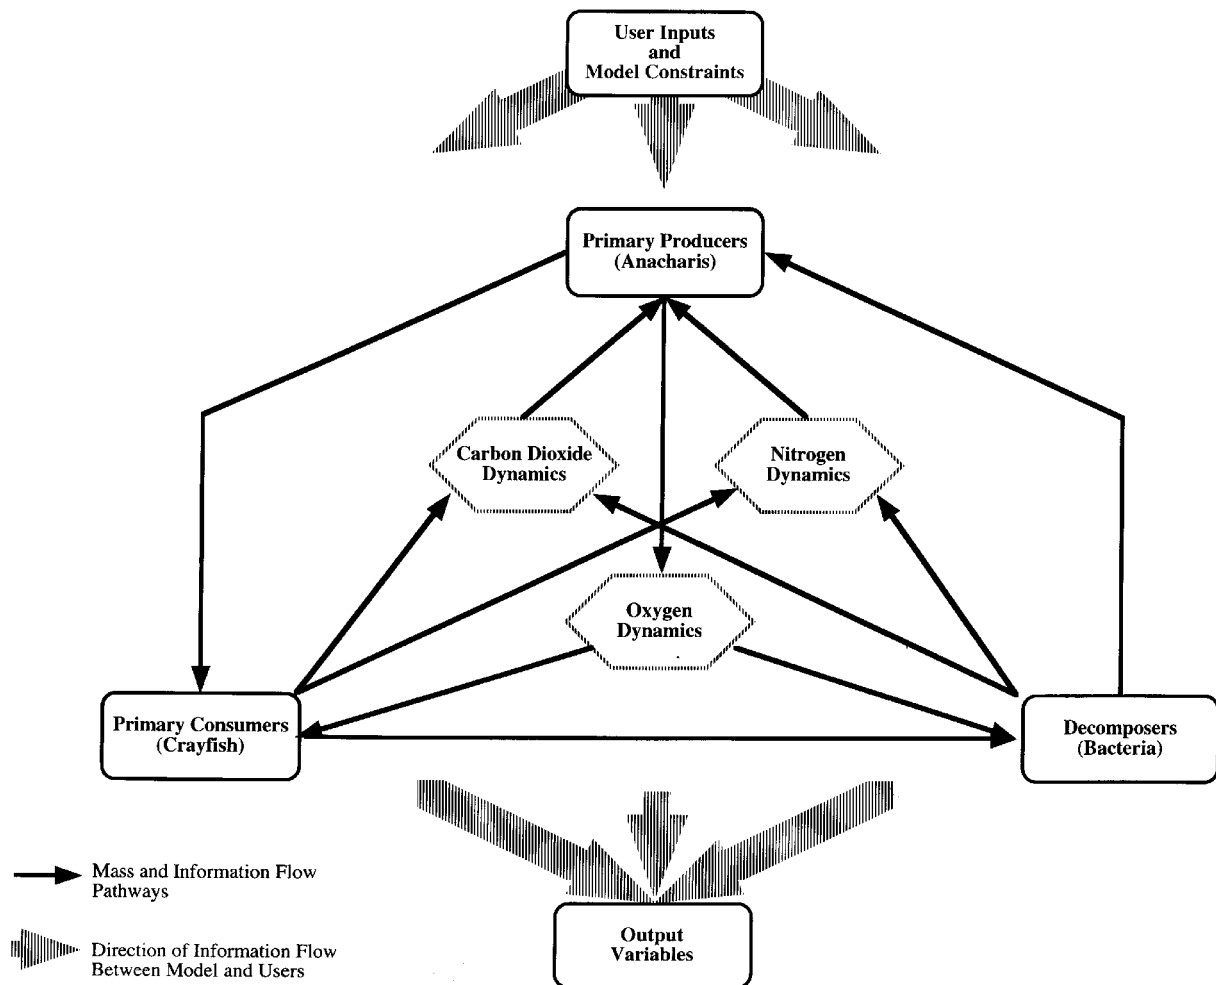 User Inputs
and
Model Constraints
Primary Producers
(Anacharis)
Carbon Dioxide
Dynamics
Nitrogen
Dynamics
Oxygen
Dynamics
Primary Consumers
(Crayfish)
Decomposers
(Bacteria)
Mass and Information Flow
Pathways
Output
Variables
Direction of Information Flow
Between Model and Users